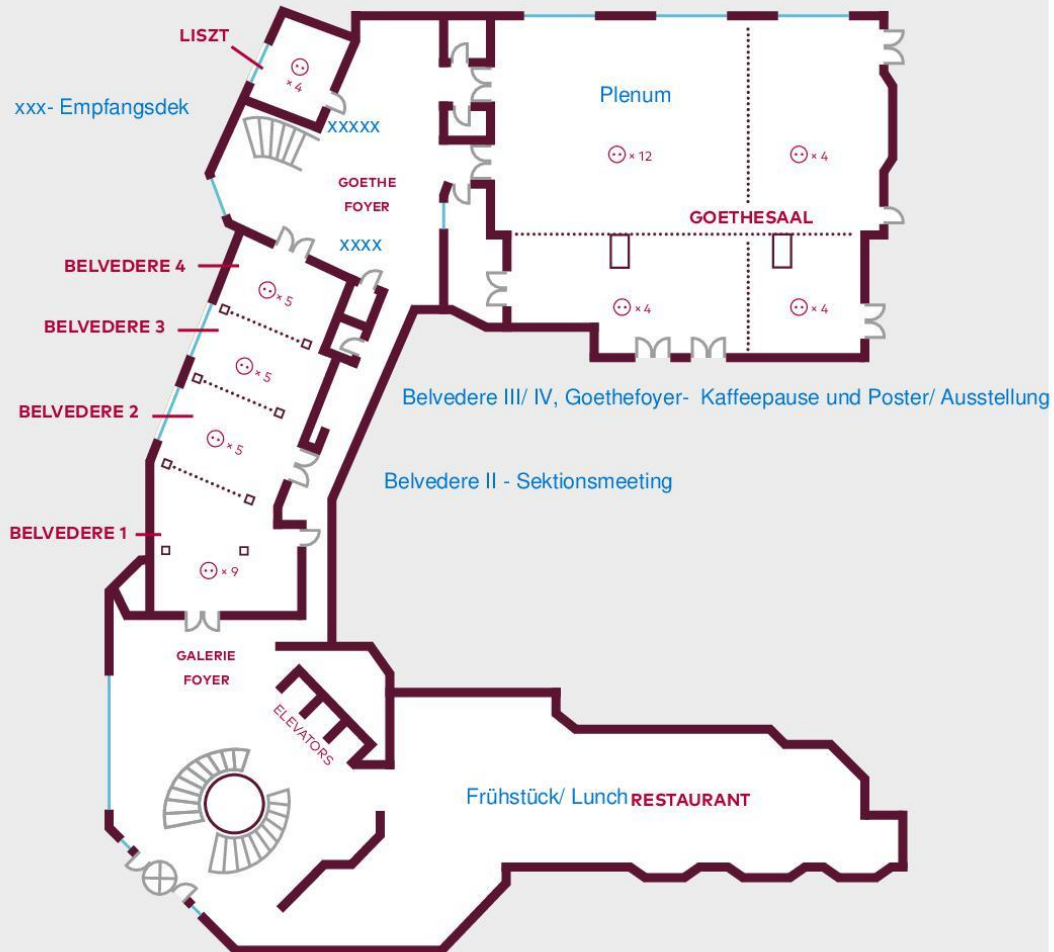 LISZT
× 4
xxx- Empfangsdek
xxxxx
Plenum
× 12
× 4
GOETHE
FOYER
GOETHESAAL
xxxx
BELVEDERE 4
× 5
× 4
× 4
BELVEDERE 3
× 5
Belvedere III/ IV, Goethefoyer- Kaffeepause und Poster/ Ausstellung
BELVEDERE 2
× 5
Belvedere II - Sektionsmeeting
BELVEDERE 1
× 9
GALERIE
FOYER
ELEVATORS
Frühstück/ Lunch RESTAURANT